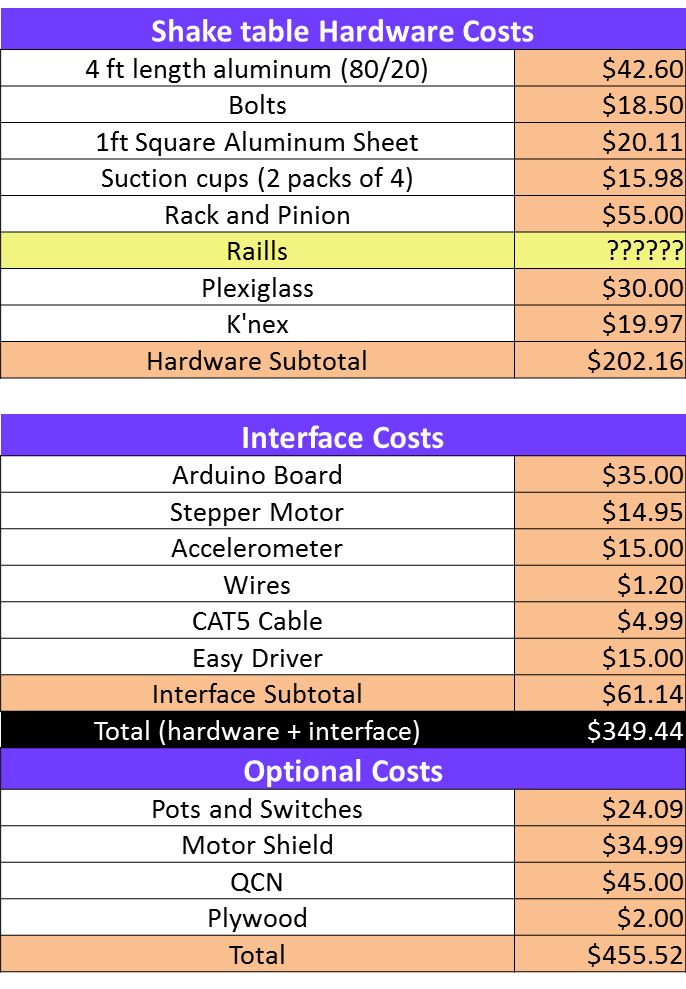 Shake table Hardware Costs
4 ft length aluminum (80/20) $42.60
Bolts $18.50
1ft Square Aluminum Sheet $20.11
Suction cups (2 packs of 4) $15.98
Rack and Pinion $55.00
Raills ??????
Plexiglass $30.00
K'nex $19.97
Hardware Subtotal $202.16
Interface Costs
Arduino Board $35.00
Stepper Motor $14.95
Accelerometer $15.00
Wires $1.20
CAT5 Cable $4.99
Easy Driver $15.00
Interface Subtotal $61.14
Total (hardware + interface) $349.44
Optional Costs
Pots and Switches $24.09
Motor Shield $34.99
QCN $45.00
Plywood $2.00
Total $455.52